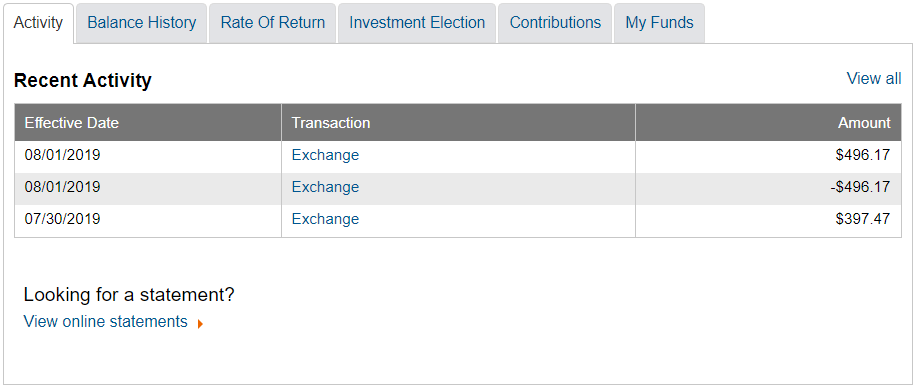 Activity Balance History Rate Of Return Investment Election Contributions My Funds
Recent Activity View all
Effective Date Transaction Amount
08/01/2019 Exchange $496.17
08/01/2019 Exchange -$496.17
07/30/2019 Exchange $397.47
Looking for a statement?
View online statements